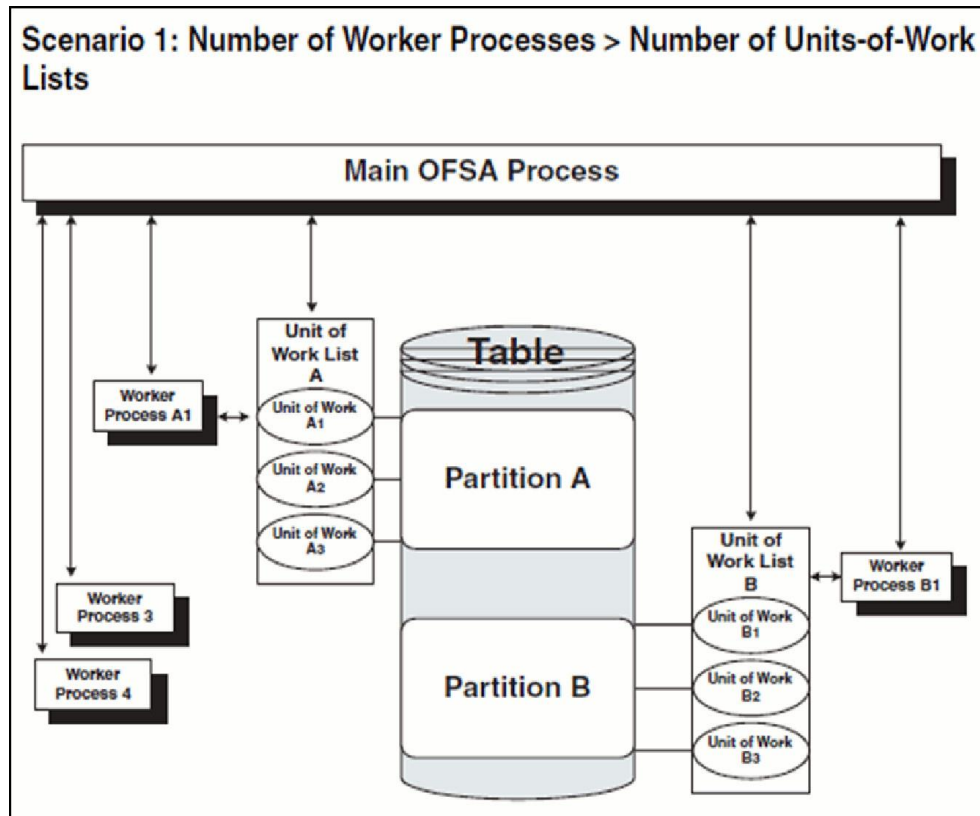 Scenario 1: Number of Worker Processes > Number of Units-of-Work
Lists
Main OFSA Process
Unit of
Work List
A
Table
Worker
Process A1
Unit of Work
A1
Unit of Work
A2
Unit of Work
A3
Partition A
Unit of
Work List
B
Worker
Process B1
Worker
Process 3
Unit of Work
B1
Worker
Process 4
Partition B
Unit of Work
B2
Unit of Work
B3